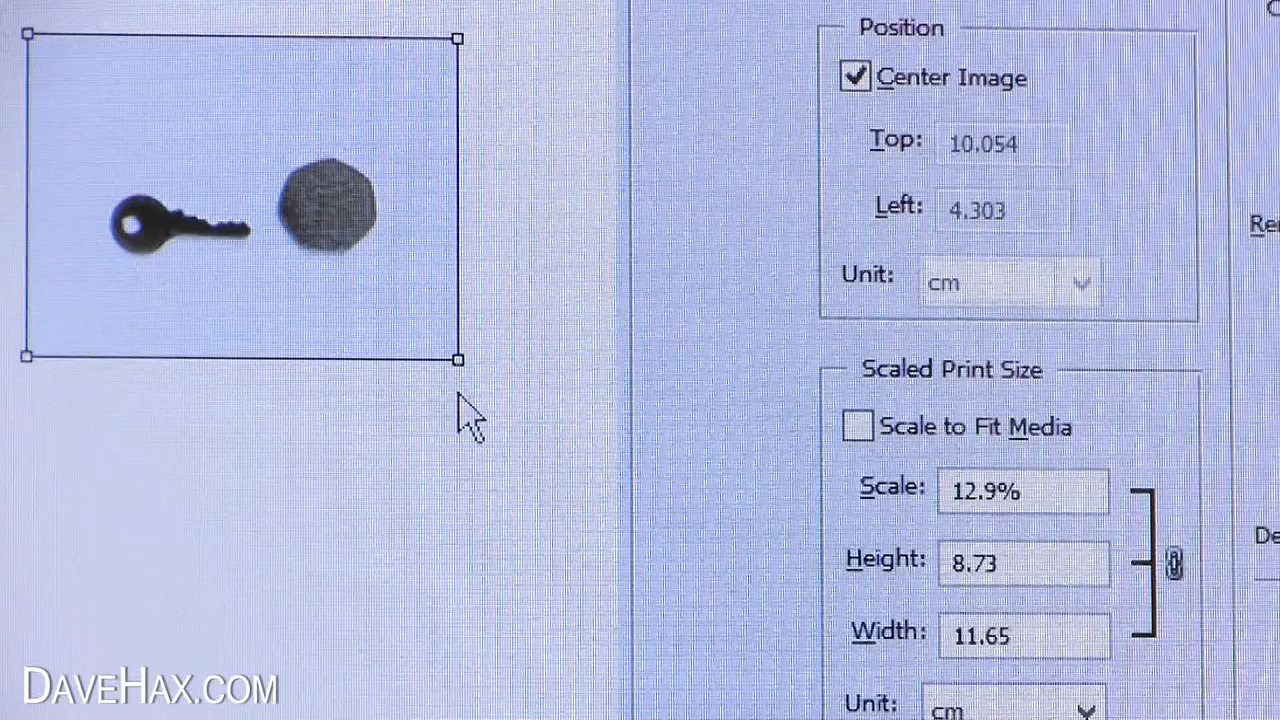 Position
Center Image
Top: 10.054
Left: 4.303
Unit: cm
Scaled Print Size
Scale to Fit Media
Scale: 12.9%
Height: 8.73
Width: 11.65
Unit: cm
DAVEHAX.COM